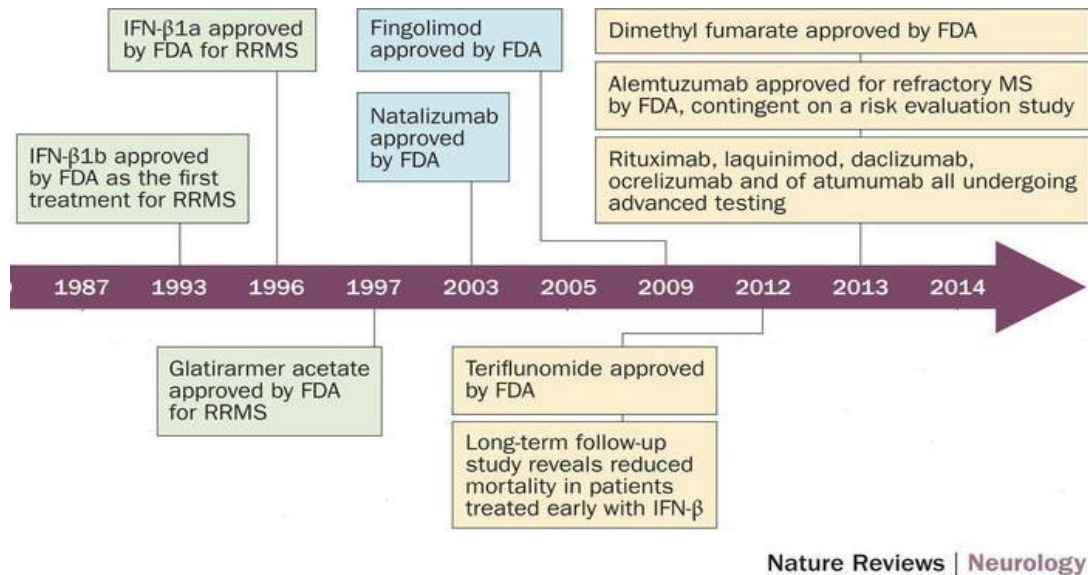 IFN-β1a approved
by FDA for RRMS
Fingolimod
approved by FDA
Dimethyl fumarate approved by FDA
Alemtuzumab approved for refractory MS
by FDA, contingent on a risk evaluation study
Natalizumab
approved
by FDA
IFN-β1b approved
by FDA as the first
treatment for RRMS
Rituximab, laquinimod, daclizumab,
ocrelizumab and of atumumab all undergoing
advanced testing
1987 1993 1996 1997 2003 2005 2009 2012 2013 2014
Glatirarmer acetate
approved by FDA
for RRMS
Teriflunomide approved
by FDA
Long-term follow-up
study reveals reduced
mortality in patients
treated early with IFN-β
Nature Reviews | Neurology